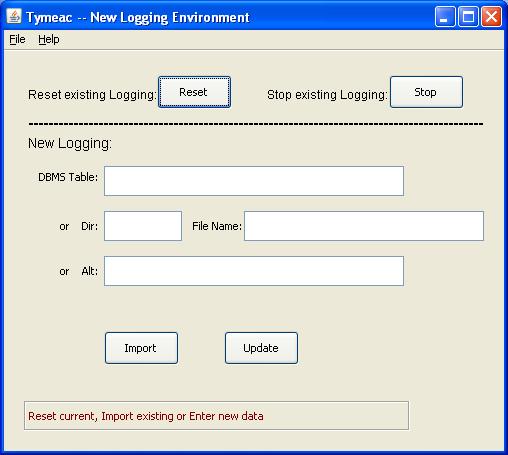 Tymeac -- New Logging Environment
File Help
Reset existing Logging: Reset Stop existing Logging: Stop
New Logging:
DBMS Table:
or Dir: File Name:
or Alt:
Import Update
Reset current, Import existing or Enter new data